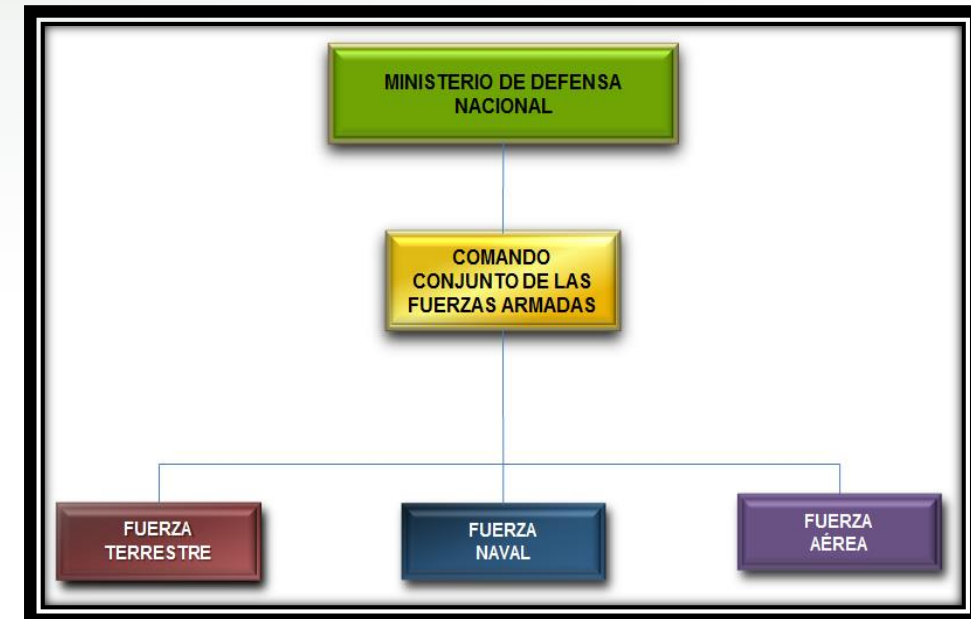 MINISTERIO DE DEFENSA
NACIONAL
COMANDO
CONJUNTO DE LAS
FUERZAS ARMADAS
FUERZA
TERRESTRE
FUERZA
NAVAL
FUERZA
AÉREA